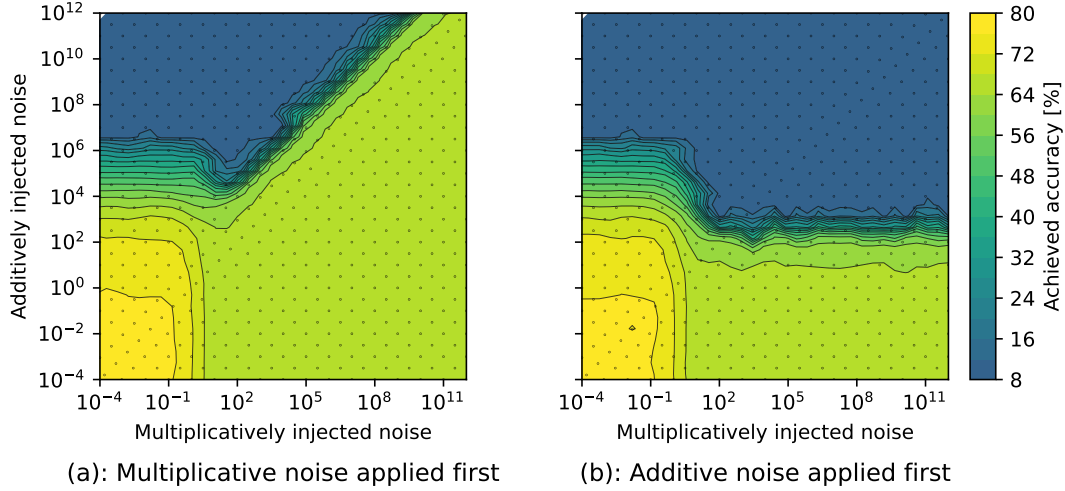 10^12
10^10
10^8
10^6
10^4
10^2
10^0
10^−2
10^−4
Additively injected noise
10^−4 10^−1 10^2 10^5 10^8 10^11
Multiplicatively injected noise
(a): Multiplicative noise applied first
10^−4 10^−1 10^2 10^5 10^8 10^11
Multiplicatively injected noise
(b): Additive noise applied first
80
72
64
56
48
40
32
24
16
8
Achieved accuracy [%]